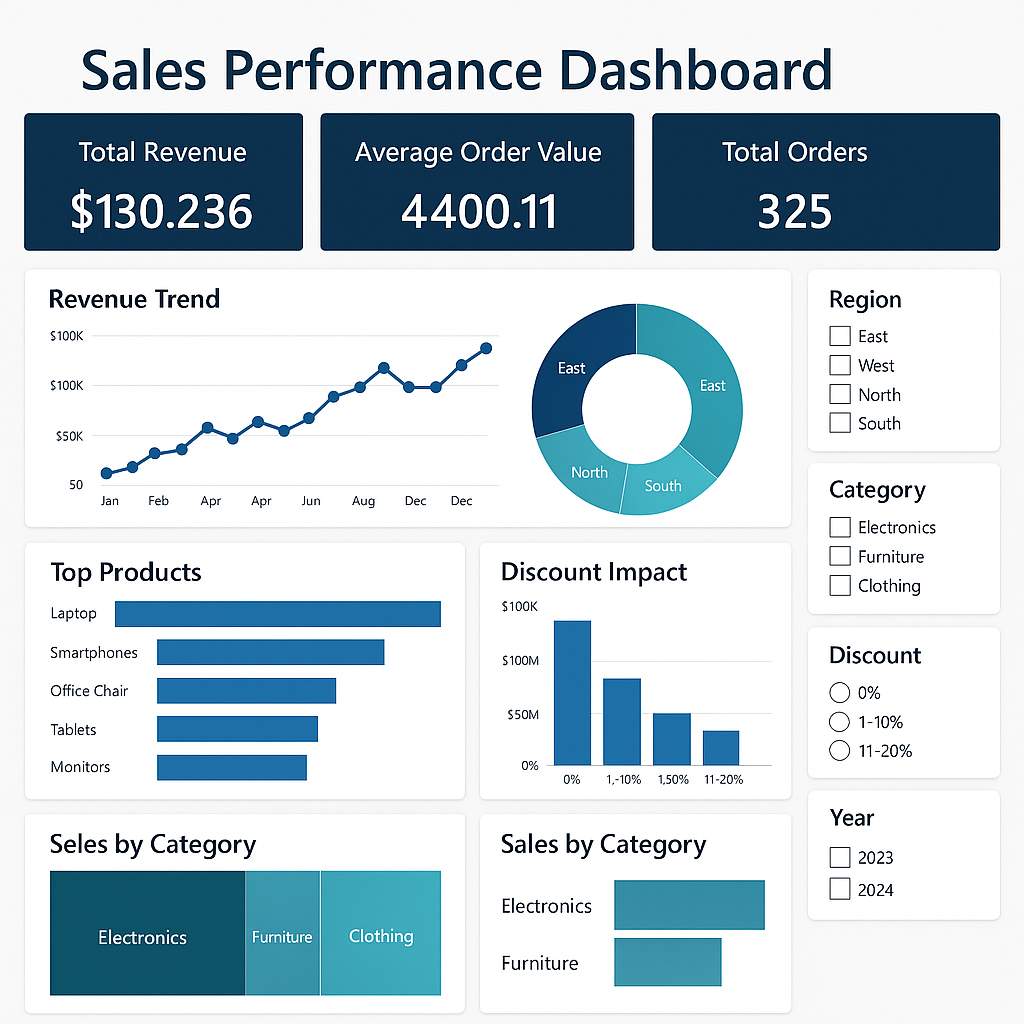 Sales Performance Dashboard
Total Revenue
$130.236
Average Order Value
4400.11
Total Orders
325
Revenue Trend
$100K
$100K
$50K
50
Jan Feb Apr Apr Jun Aug Dec Dec
East
East
North
South
Region
East
West
North
South
Category
Electronics
Furniture
Clothing
Top Products
Laptop
Smartphones
Office Chair
Tablets
Monitors
Discount Impact
$100K
$100M
$50M
0%
0% 1,-10% 1,50% 11-20%
Discount
0%
1-10%
11-20%
Year
2023
2024
Seles by Category
Electronics Furniture Clothing
Sales by Category
Electronics
Furniture